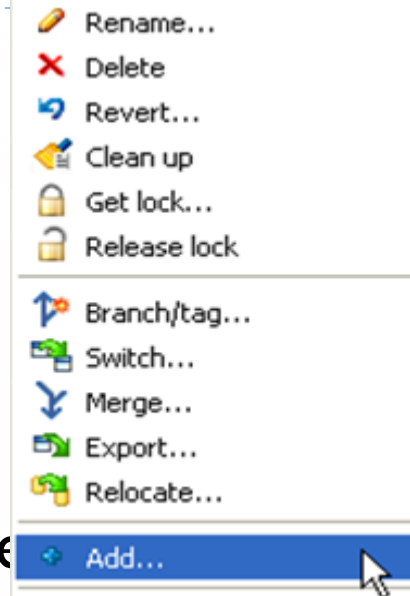 Rename...
Delete
Revert...
Clean up
Get lock...
Release lock
Branch/tag...
Switch...
Merge...
Export...
Relocate...
Add...